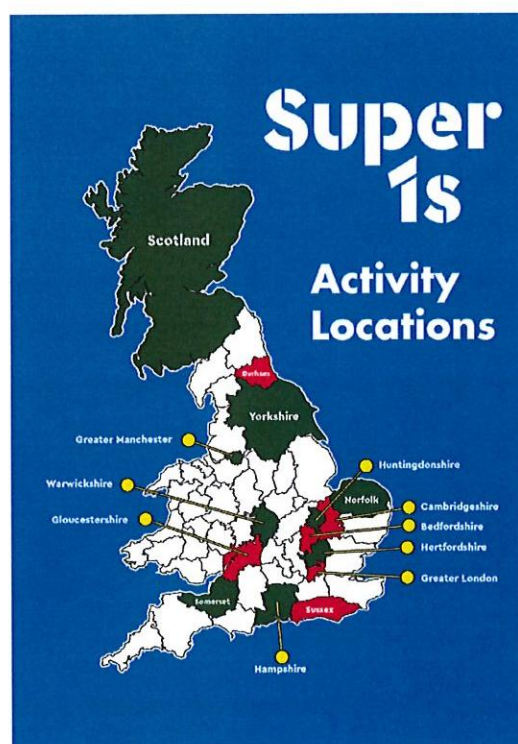 Super
1s
Activity
Locations
Scotland
Durham
Yorkshire
Greater Manchester
Warwickshire
Gloucestershire
Huntingdonshire
Norfolk
Cambridgeshire
Bedfordshire
Hertfordshire
Greater London
Somerset
Sussex
Hampshire